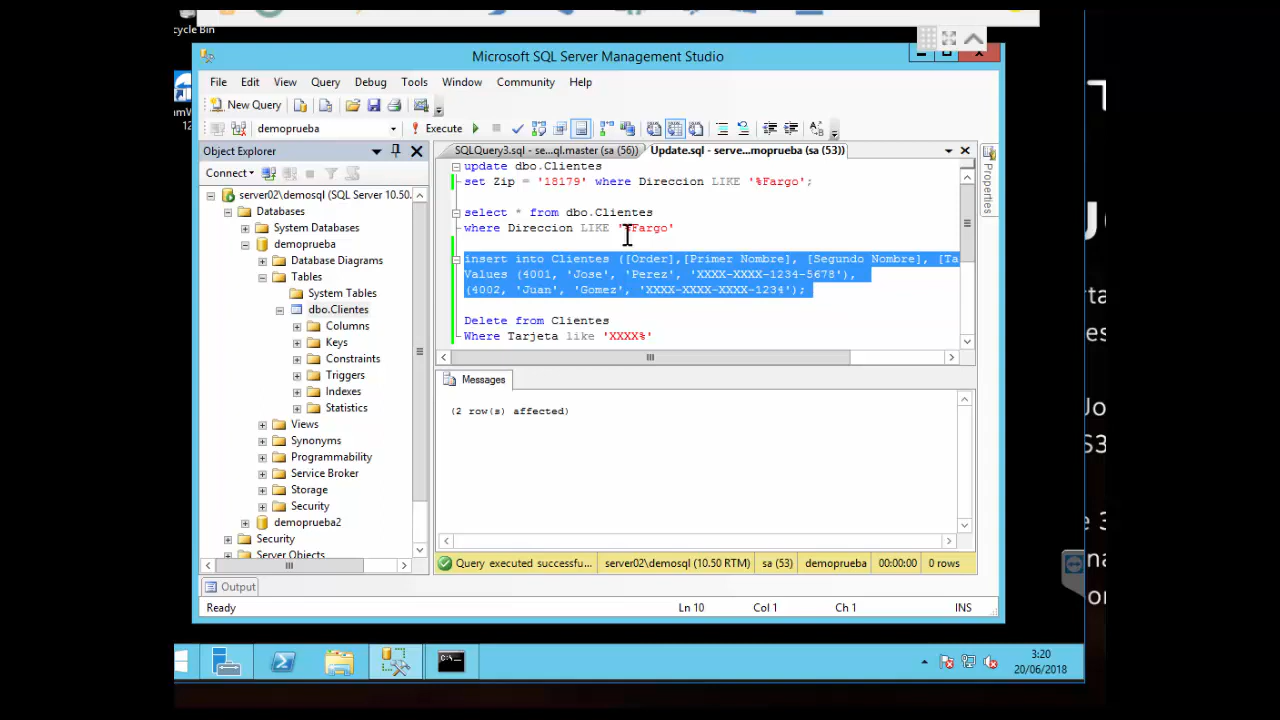 cycle Bin
Microsoft SQL Server Management Studio
File Edit View Query Debug Tools Window Community Help
New Query
demoprueba Execute
Object Explorer
SQLQuery3.sql - se...ql.master (sa (56))
Update.sql - serve...moprueba (sa (53))
Connect
server02\demosql (SQL Server 10.50.
Databases
System Databases
demoprueba
Database Diagrams
Tables
System Tables
dbo.Clientes
Columns
Keys
Constraints
Triggers
Indexes
Statistics
Views
Synonyms
Programmability
Service Broker
Storage
Security
demoprueba2
Security
Server Objects
update dbo.Clientes
set Zip = '18179' where Direccion LIKE '%Fargo';
select * from dbo.Clientes
where Direccion LIKE '%Fargo'
insert into Clientes ([Order],[Primer Nombre], [Segundo Nombre], [Ta
Values (4001, 'Jose', 'Perez', 'XXXX-XXXX-1234-5678'),
(4002, 'Juan', 'Gomez', 'XXXX-XXXX-XXXX-1234');
Delete from Clientes
Where Tarjeta like 'XXXX%'
Properties
Messages
(2 row(s) affected)
Query executed successfu... server02\demosql (10.50 RTM) sa (53) demoprueba 00:00:00 0 rows
Output
Ready Ln 10 Col 1 Ch 1 INS
3:20
20/06/2018